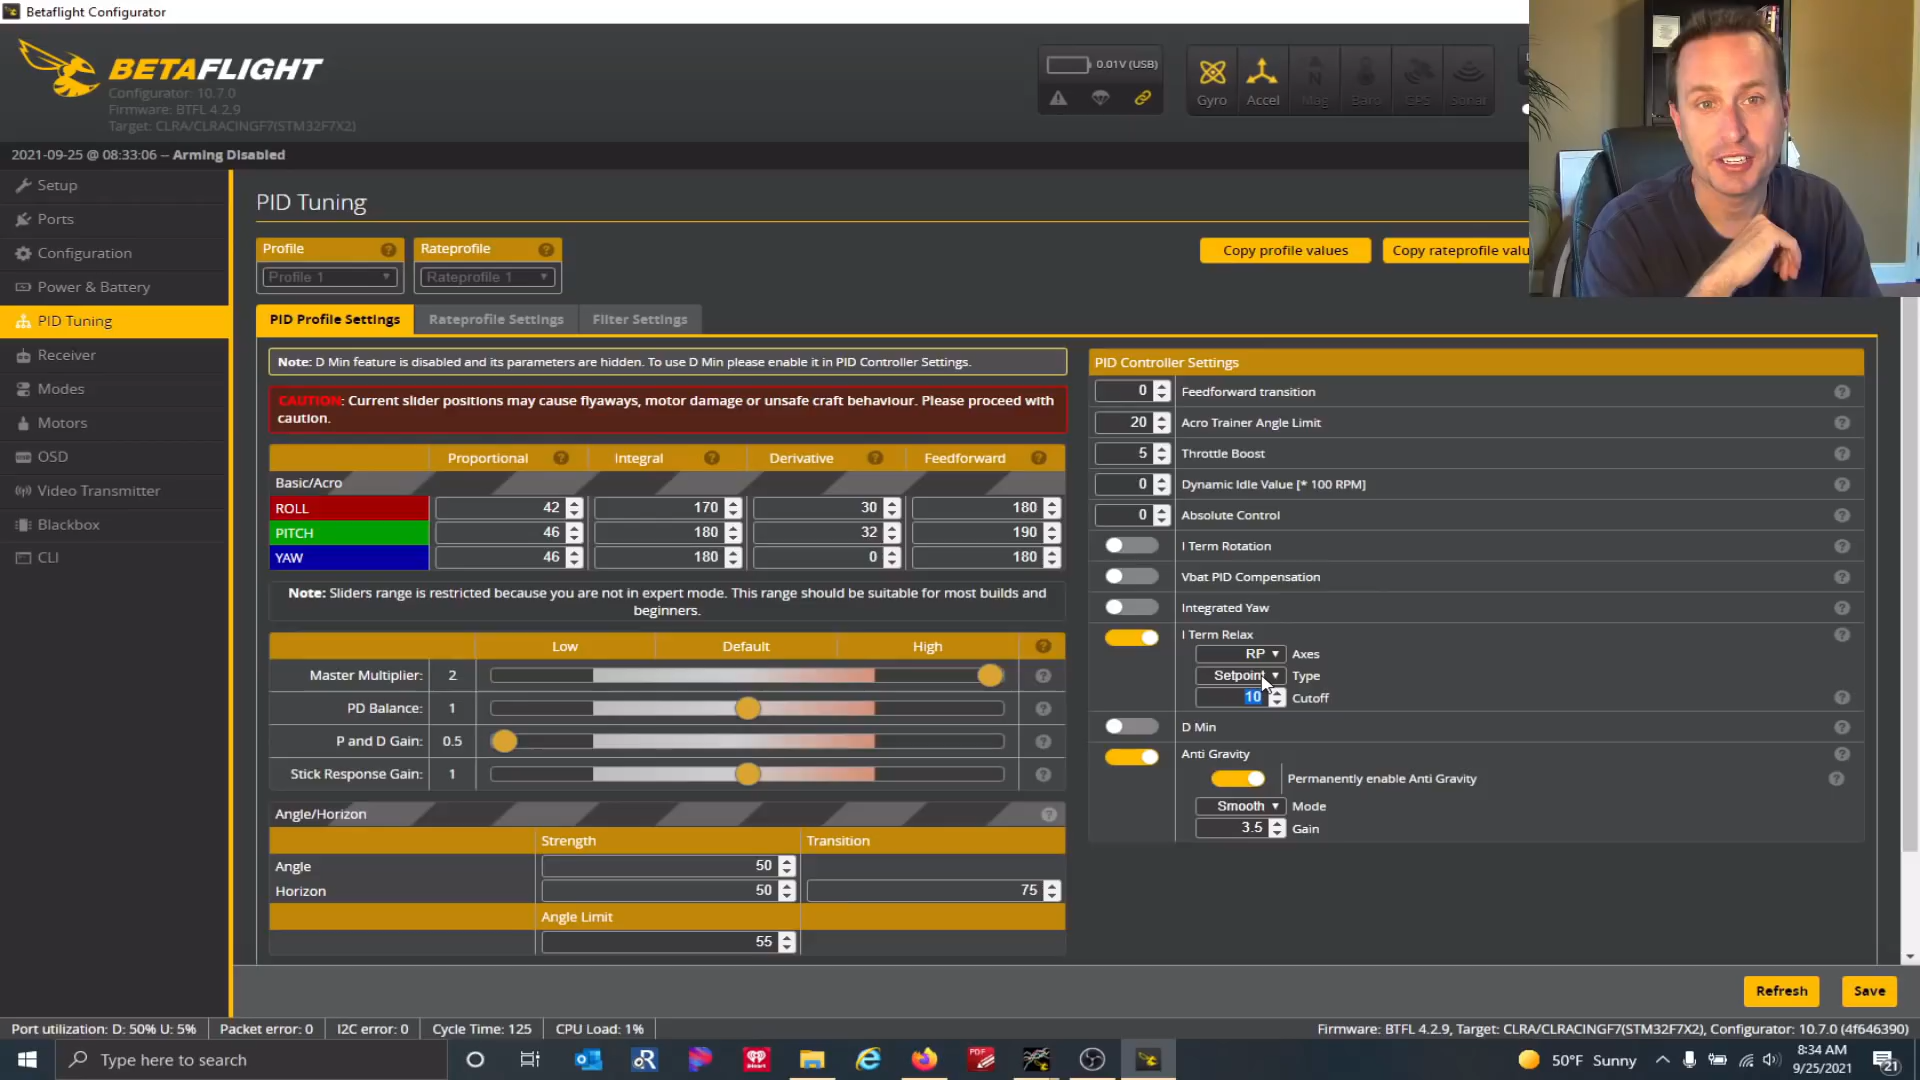 Betaflight Configurator
BETAFLIGHT
Configurator: 10.7.0
Firmware: BTFL 4.2.9
Target: CLRA/CLRACINGF7(STM32F7X2)
0.01V (USB)
Gyro
Accel
Mag
Baro
GPS
Sonar
2021-09-25 @ 08:33:06 -- Arming Disabled
Setup
Ports
Configuration
Power & Battery
PID Tuning
Receiver
Modes
Motors
OSD
Video Transmitter
Blackbox
CLI
PID Tuning
Profile
Profile 1
Rateprofile
Rateprofile 1
Copy profile values
Copy rateprofile valu
PID Profile Settings
Rateprofile Settings
Filter Settings
Note: D Min feature is disabled and its parameters are hidden. To use D Min please enable it in PID Controller Settings.
CAUTION: Current slider positions may cause flyaways, motor damage or unsafe craft behaviour. Please proceed with
caution.
Proportional Integral Derivative Feedforward
Basic/Acro
ROLL 42 170 30 180
PITCH 46 180 32 190
YAW 46 180 0 180
Note: Sliders range is restricted because you are not in expert mode. This range should be suitable for most builds and
beginners.
Low Default High
Master Multiplier: 2
PD Balance: 1
P and D Gain: 0.5
Stick Response Gain: 1
Angle/Horizon
Strength Transition
Angle 50
Horizon 50 75
Angle Limit
55
PID Controller Settings
0 Feedforward transition
20 Acro Trainer Angle Limit
5 Throttle Boost
0 Dynamic Idle Value [* 100 RPM]
0 Absolute Control
I Term Rotation
Vbat PID Compensation
Integrated Yaw
I Term Relax
RP Axes
Setpoint Type
10 Cutoff
D Min
Anti Gravity
Permanently enable Anti Gravity
Smooth Mode
3.5 Gain
Refresh
Save
Port utilization: D: 50% U: 5%
Packet error: 0
I2C error: 0
Cycle Time: 125
CPU Load: 1%
Firmware: BTFL 4.2.9, Target: CLRA/CLRACINGF7(STM32F7X2), Configurator: 10.7.0 (4f646390)
Type here to search
50°F Sunny
8:34 AM
9/25/2021
21